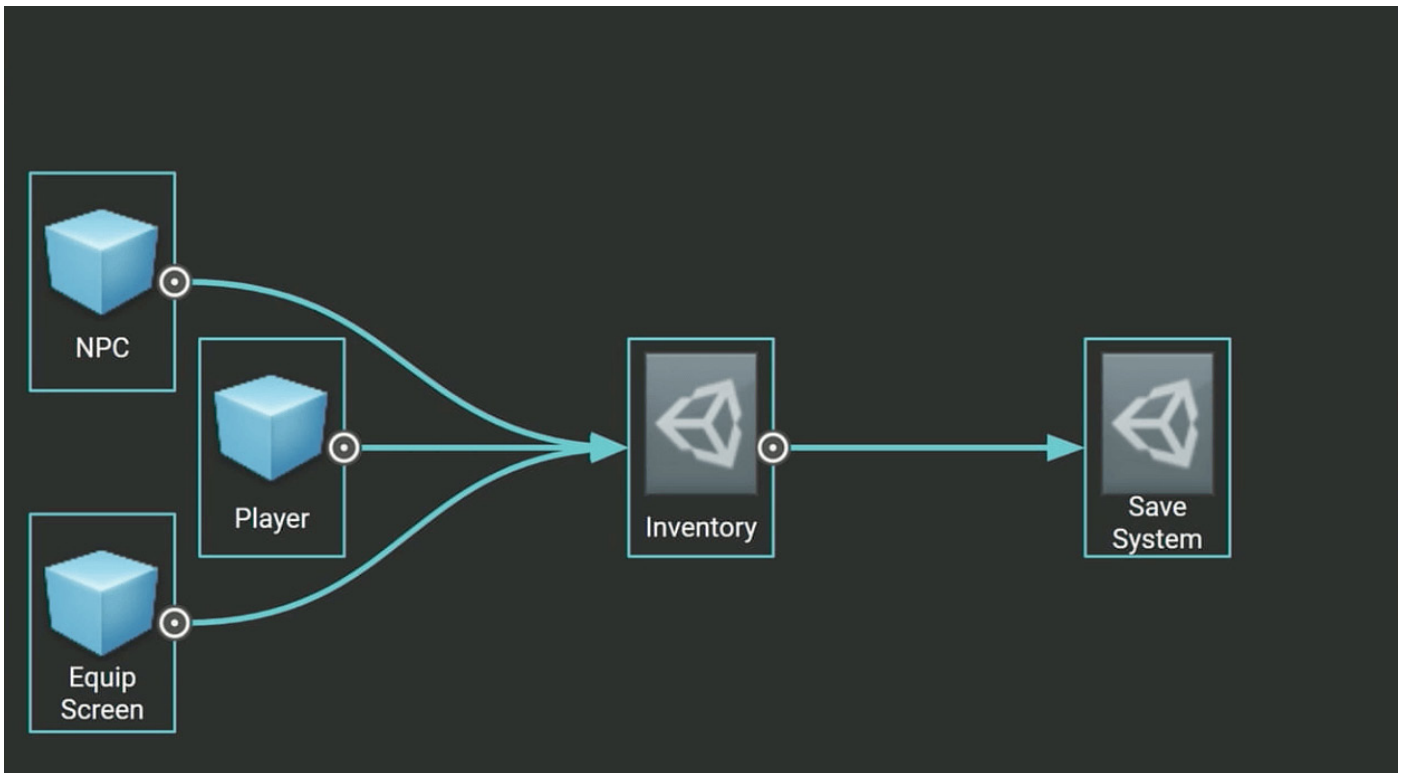 NPC
Player
Equip
Screen
Inventory
Save
System